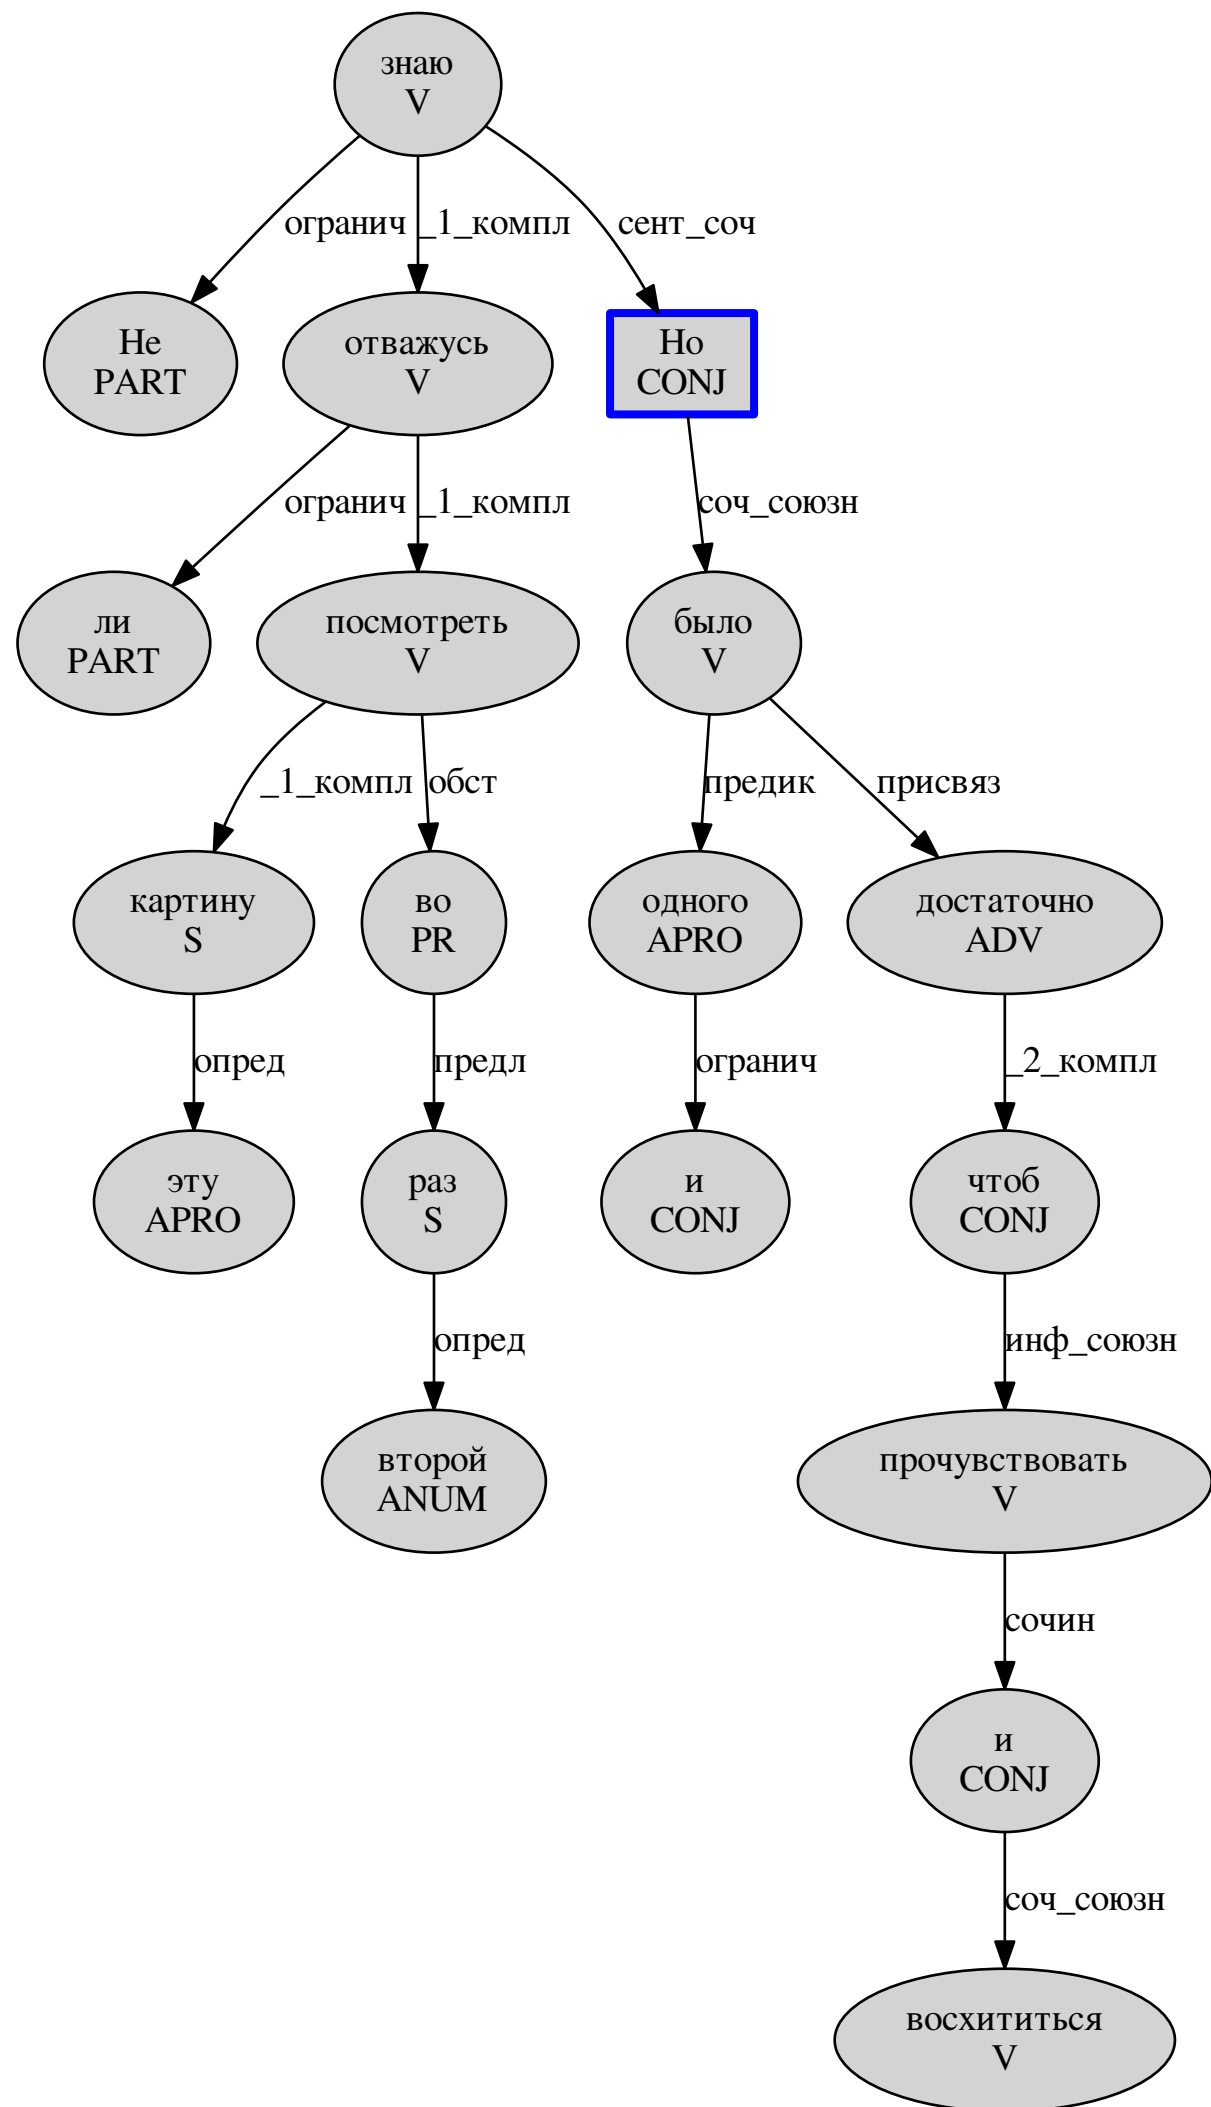 знаю
V
огранич
_1_компл
сент_соч
Не
PART
отважусь
V
Но
CONJ
огранич
_1_компл
соч_союзн
ли
PART
посмотреть
V
было
V
_1_компл
обст
предик
присвяз
картину
S
во
PR
одного
APRO
достаточно
ADV
опред
предл
огранич
_2_компл
эту
APRO
раз
S
и
CONJ
чтоб
CONJ
опред
инф_союзн
второй
ANUM
прочувствовать
V
сочин
и
CONJ
соч_союзн
восхититься
V